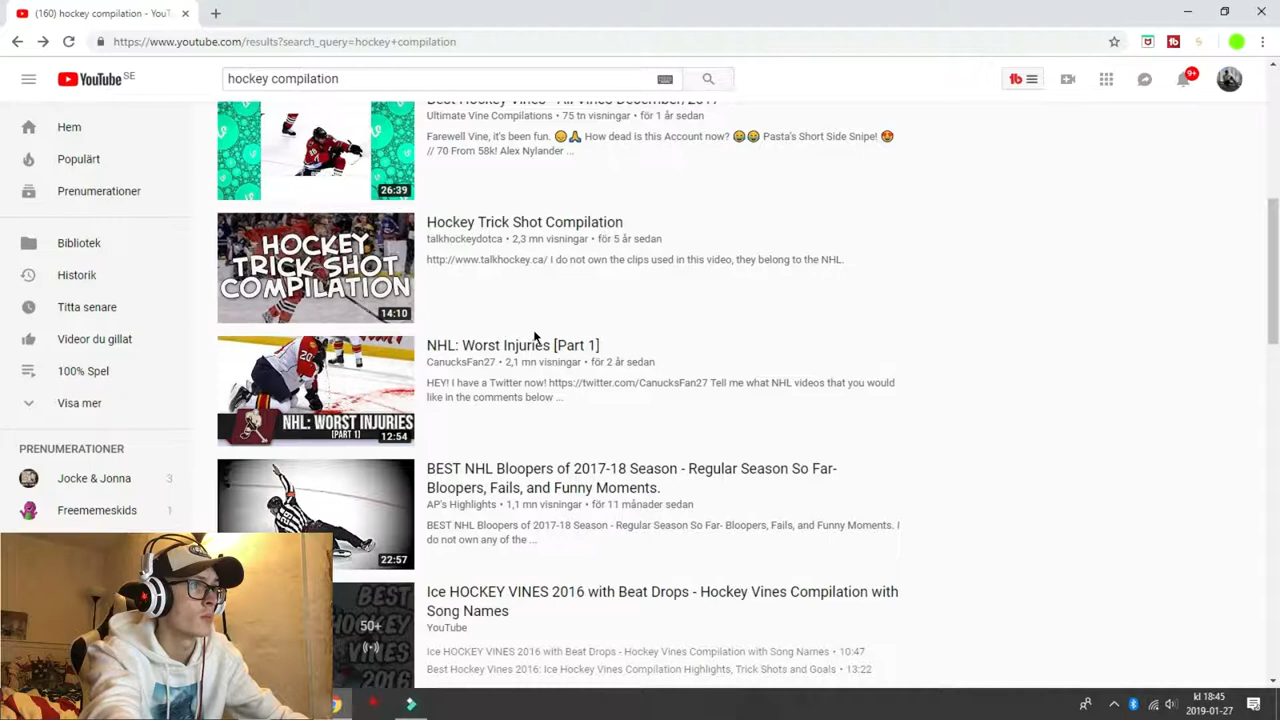 (160) hockey compilation - YouT
https://www.youtube.com/results?search_query=hockey+compilation
YouTube SE
hockey compilation
9+
Hem
Populärt
Prenumerationer
Bibliotek
Historik
Titta senare
Videor du gillat
100% Spel
Visa mer
PRENUMERATIONER
Jocke & Jonna 3
Freememeskids 1
Best Hockey Vines - All Vines December/ 2017
Ultimate Vine Compilations • 75 tn visningar • för 1 år sedan
Farewell Vine, it's been fun. 😞🙏 How dead is this Account now? 😂😂 Pasta's Short Side Snipe! 😍
// 70 From 58k! Alex Nylander ...
26:39
Hockey Trick Shot Compilation
talkhockeydotca • 2,3 mn visningar • för 5 år sedan
http://www.talkhockey.ca/ I do not own the clips used in this video, they belong to the NHL.
HOCKEY
TRICK SHOT
COMPILATION
14:10
NHL: Worst Injuries [Part 1]
CanucksFan27 • 2,1 mn visningar • för 2 år sedan
HEY! I have a Twitter now! https://twitter.com/CanucksFan27 Tell me what NHL videos that you would
like in the comments below ...
20
NHL: WORST INJURIES
[PART 1]
12:54
BEST NHL Bloopers of 2017-18 Season - Regular Season So Far-
Bloopers, Fails, and Funny Moments.
AP's Highlights • 1,1 mn visningar • för 11 månader sedan
BEST NHL Bloopers of 2017-18 Season - Regular Season So Far- Bloopers, Fails, and Funny Moments. I
do not own any of the ...
22:57
Ice HOCKEY VINES 2016 with Beat Drops - Hockey Vines Compilation with
Song Names
YouTube
Ice HOCKEY VINES 2016 with Beat Drops - Hockey Vines Compilation with Song Names • 10:47
Best Hockey Vines 2016: Ice Hockey Vines Compilation Highlights, Trick Shots and Goals • 13:22
BEST
HOCKEY
VINES
2016
50+
kl 18:45
2019-01-27